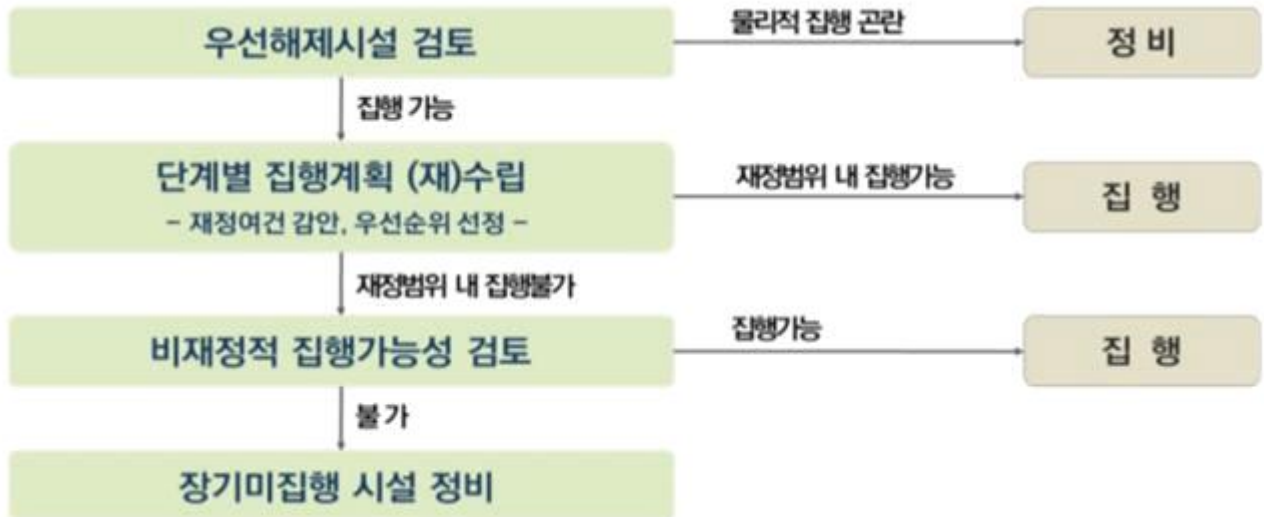 우선해제시설 검토
물리적 집행 곤란
정 비
집행 가능
단계별 집행계획 (재)수립
- 재정여건 감안, 우선순위 선정 -
재정범위 내 집행가능
집 행
재정범위 내 집행불가
비재정적 집행가능성 검토
집행가능
집 행
불 가
장기미집행 시설 정비